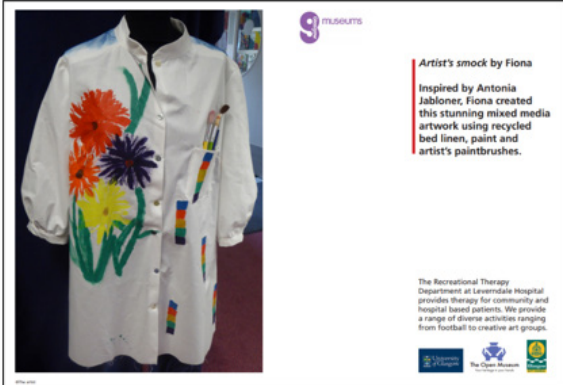 g museums
Artist's smock by Fiona
Inspired by Antonia
Jabloner, Fiona created
this stunning mixed media
artwork using recycled
bed linen, paint and
artist's paintbrushes.
The Recreational Therapy
Department at Leverndale Hospital
provides therapy for community and
hospital based patients. We provide
a range of diverse activities ranging
from football to creative art groups.
University
of Glasgow
The Open Museum